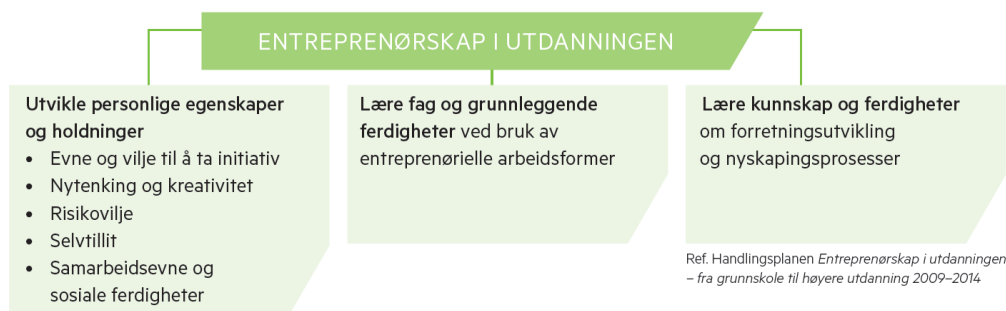 ENTREPRENØRSKAP I UTDANNINGEN
Utvikle personlige egenskaper
og holdninger
• Evne og vilje til å ta initiativ
• Nytenking og kreativitet
• Risikovilje
• Selvtillit
• Samarbeidsevne og
sosiale ferdigheter
Lære fag og grunnleggende
ferdigheter ved bruk av
entreprenørielle arbeidsformer
Lære kunnskap og ferdigheter
om forretningsutvikling
og nyskapingsprosesser
Ref. Handlingsplanen Entreprenørskap i utdanningen
– fra grunnskole til høyere utdanning 2009–2014